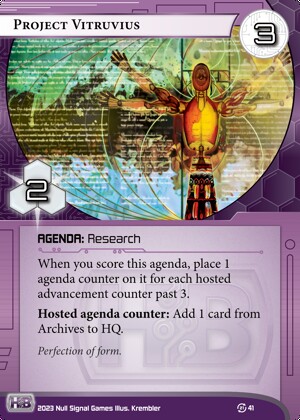 Project Vitruvius
3
2
AGENDA: Research
When you score this agenda, place 1
agenda counter on it for each hosted
advancement counter past 3.
Hosted agenda counter: Add 1 card from
Archives to HQ.
Perfection of form.
HB
2023 Null Signal Games Illus. Krembler
41